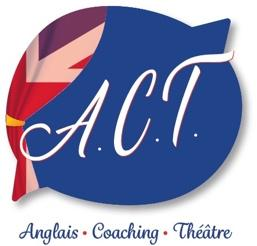 A.C.T.
Anglais • Coaching • Théâtre